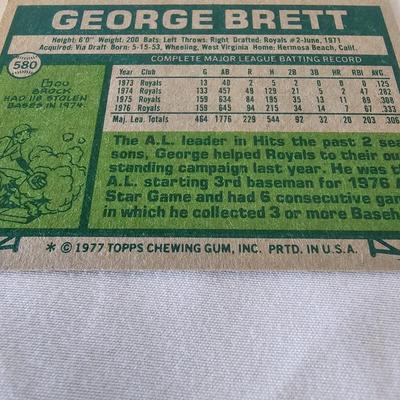 GEORGE BRETT
Height: 6'0" Weight: 200 Bats: Left Throws: Right Drafted: Royals #2-June, 1971
Acquired: Via Draft Born: 5-15-53, Wheeling, West Virginia Home: Hermosa Beach, Calif.
COMPLETE MAJOR LEAGUE BATTING RECORD
580
YEAR CLUB G AB R H 2B 3B HR RBI AVG.
1973 Royals 13 40 2 5 2 0 0 0 .125
1974 Royals 133 457 49 129 21 5 2 47 .282
1975 Royals 159 634 84 195 35 13 11 89 .308
1976 Royals 159 645 94 215 34 14 7 67 .333
Maj. Lea. Totals 464 1776 229 544 92 32 20 203 .306
LOU
BROCK
HAD 118 STOLEN
BASES IN 1974.
The A.L. leader in Hits the past 2 sea
sons, George helped Royals to their ou
standing campaign last year. He was th
A.L. starting 3rd baseman for 1976 A
Star Game and had 6 consecutive gam
in which he collected 3 or more Baseh
* © 1977 TOPPS CHEWING GUM, INC. PRTD. IN U.S.A.